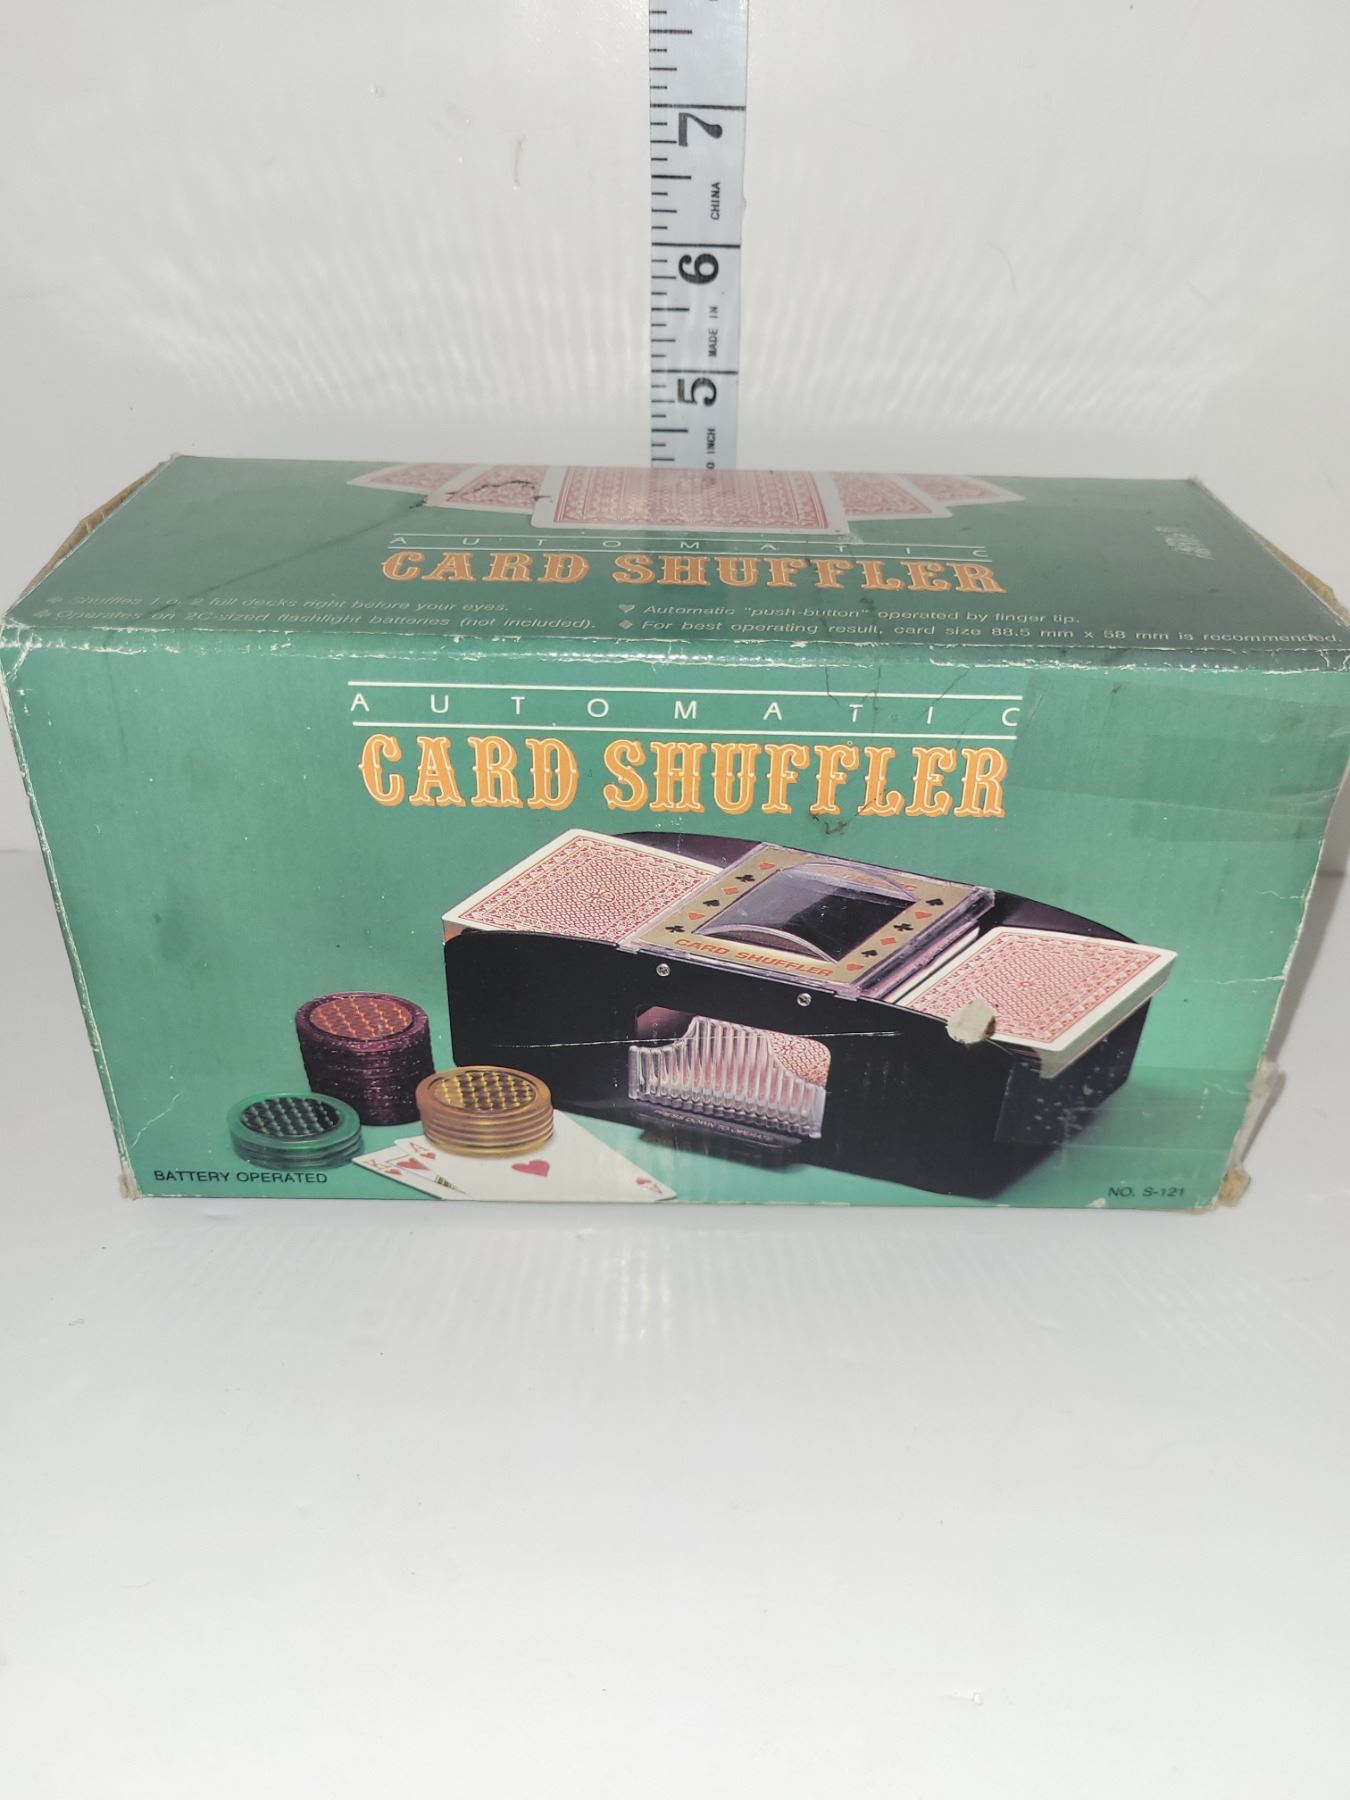 7
CHINA
6
MADE IN
5
INCH
AUTOMATIC
CARD SHUFFLER
Shuffles 1 or 2 full decks right before your eyes.
Operates on 2C-sized flashlight batteries (not included).
Automatic "push-button" operated by finger tip.
For best operating result, card size 88.5 mm x 58 mm is recommended.
AUTOMATIC
CARD SHUFFLER
CARD SHUFFLER
DOWN TO OPERATE
BATTERY OPERATED
NO. S-121